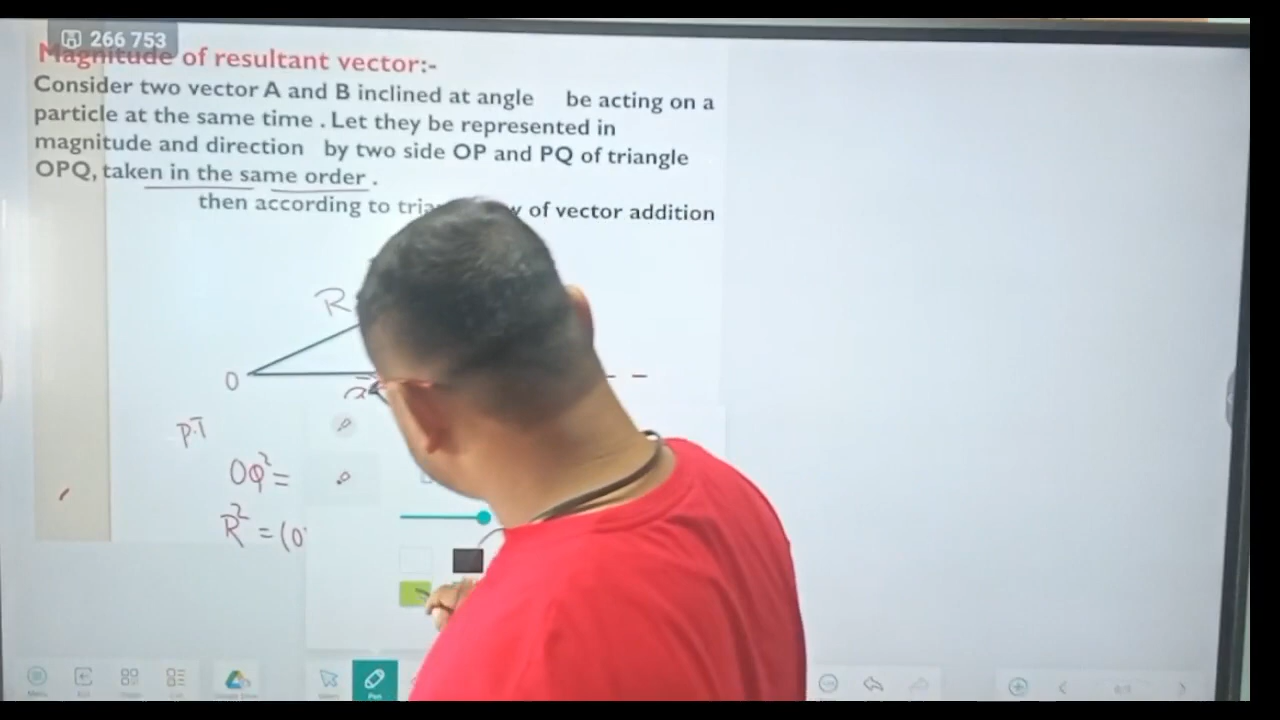 266 753
Magnitude of resultant vector:-
Consider two vector A and B inclined at angle be acting on a
particle at the same time . Let they be represented in
magnitude and direction by two side OP and PQ of triangle
OPQ, taken in the same order .
then according to of vector addition
R
O
P.T
OQ²=
R² = (0
Pen